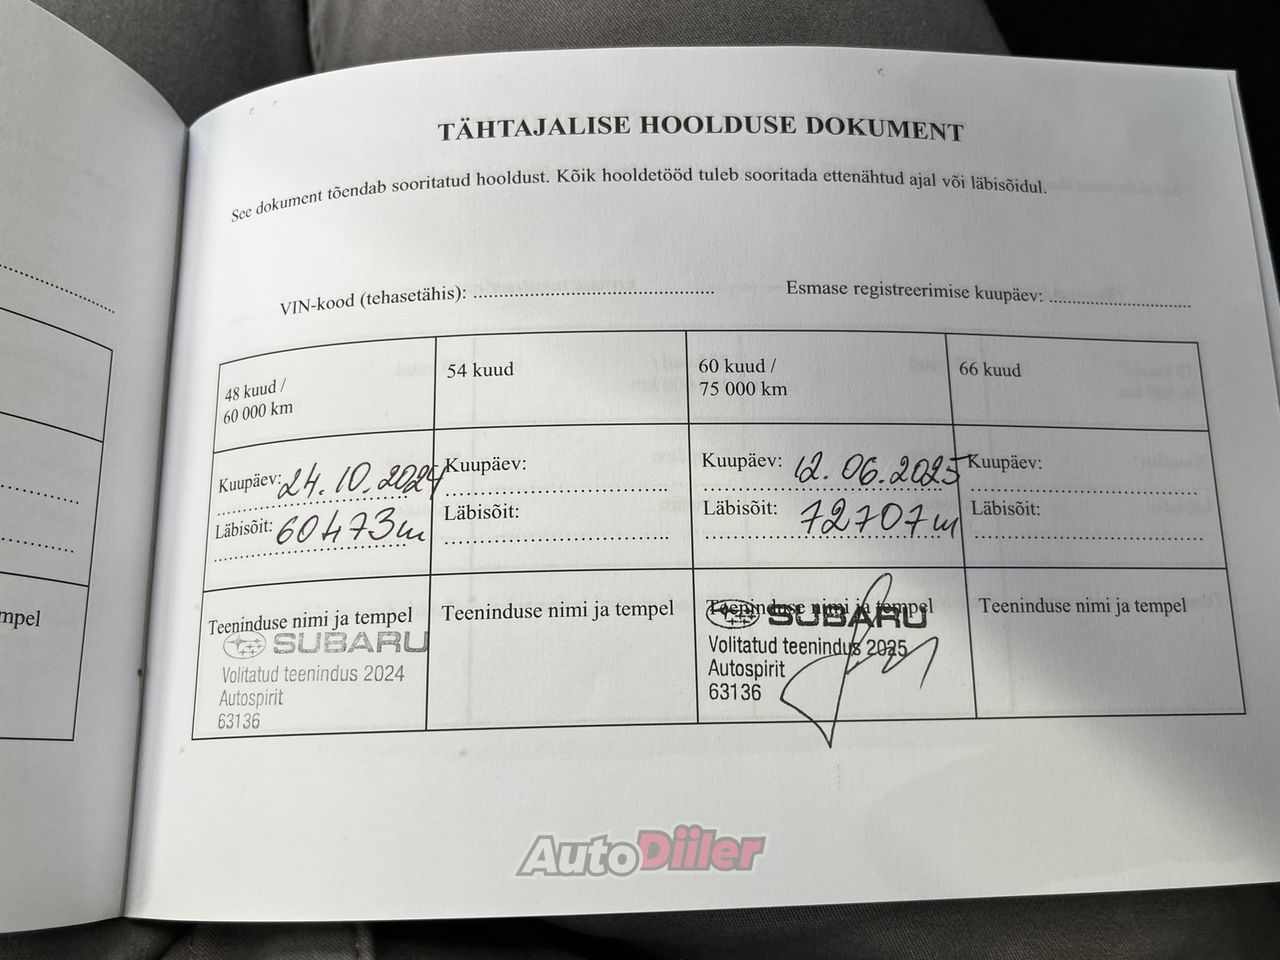 TÄHTAJALISE HOOLDUSE DOKUMENT
See dokument tõendab sooritatud hooldust. Kõik hooldetööd tuleb sooritada ettenähtud ajal või läbisõidul.
VIN-kood (tehasetähis): ................................................ Esmase registreerimise kuupäev: ............................
48 kuud /
60 000 km
54 kuud
60 kuud /
75 000 km
66 kuud
Kuupäev: 24.10.2024
Läbisõit: 60473
Kuupäev:
Läbisõit:
Kuupäev: 12.06.2025
Läbisõit: 72707
Kuupäev:
Läbisõit:
Teeninduse nimi ja tempel
SUBARU
Volitatud teenindus 2024
Autospirit
63136
Teeninduse nimi ja tempel
Teeninduse nimi ja tempel
SUBARU
Volitatud teenindus 2025
Autospirit
63136
Teeninduse nimi ja tempel
mpel
AutoDiiler